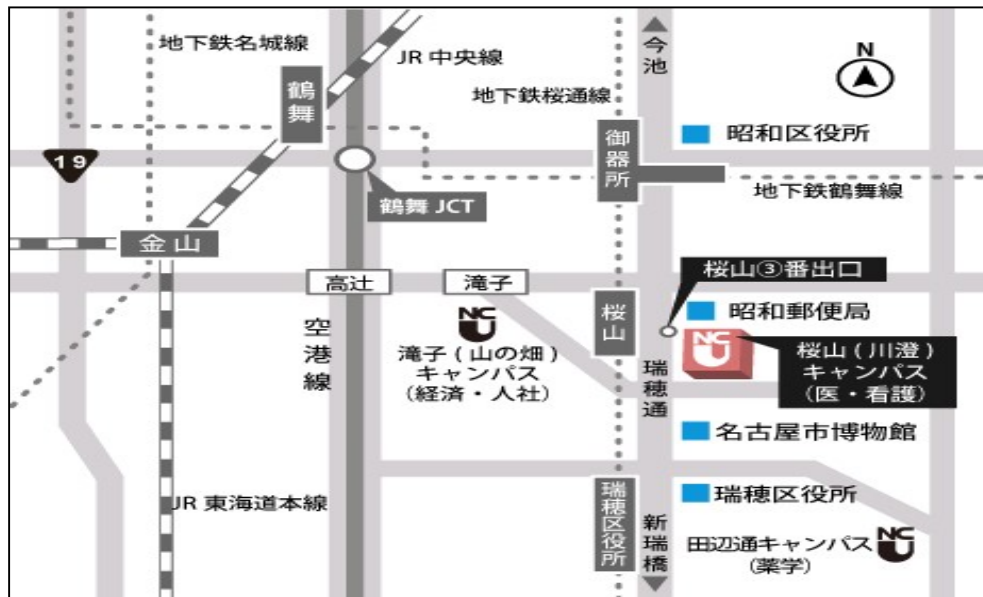 地下鉄名城線
JR 中央線
今池
N
鶴舞
地下鉄桜通線
昭和区役所
19
御器所
地下鉄鶴舞線
鶴舞 JCT
金山
桜山③番出口
高辻
滝子
昭和郵便局
桜山
NCU
NCU
空港線
滝子 ( 山の畑 )
キャンパス
(経済・人社)
瑞穂通
桜山 ( 川澄 )
キャンパス
(医・看護)
名古屋市博物館
JR 東海道本線
瑞穂区役所
瑞穂区役所
新瑞橋
田辺通キャンパス
(薬学)
NCU